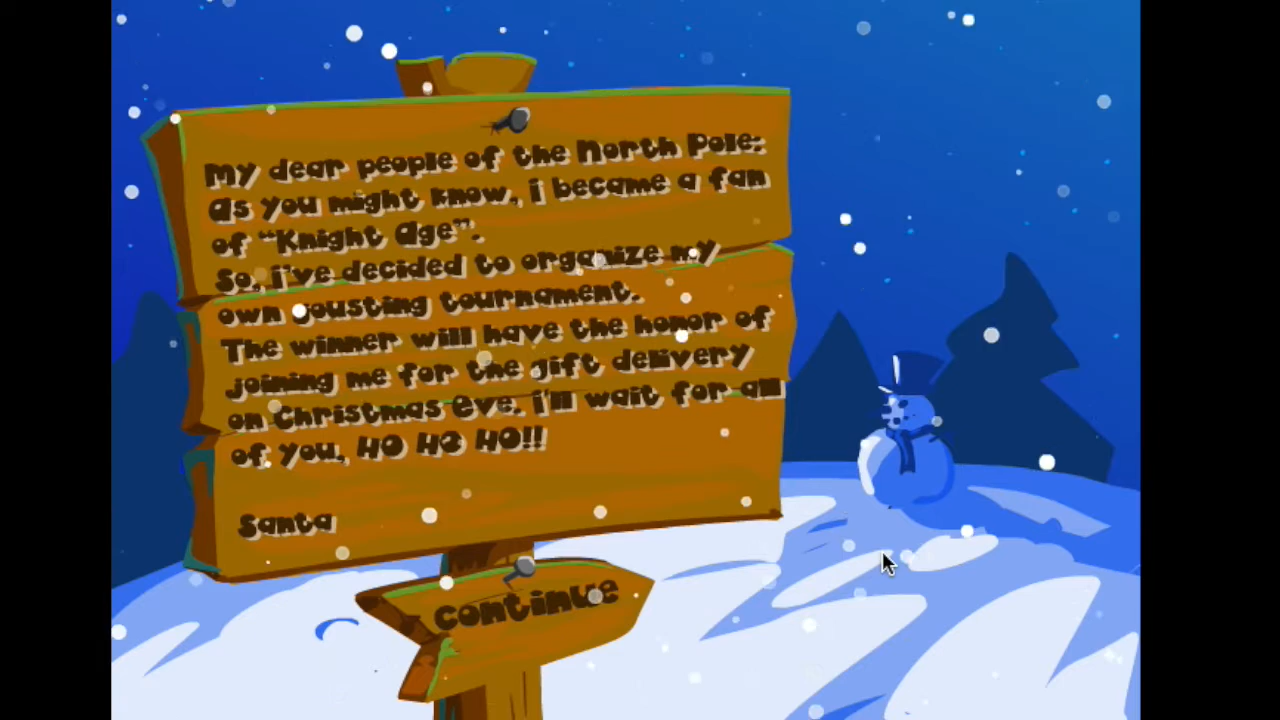 My dear people of the North Pole:
as you might know, i became a fan
of “Knight Age”.
So, i've decided to organize my
own jousting tournament.
The winner will have the honor of
joining me for the gift delivery
on Christmas Eve. i'll wait for all
of you, HO HO HO!!
Santa
continue